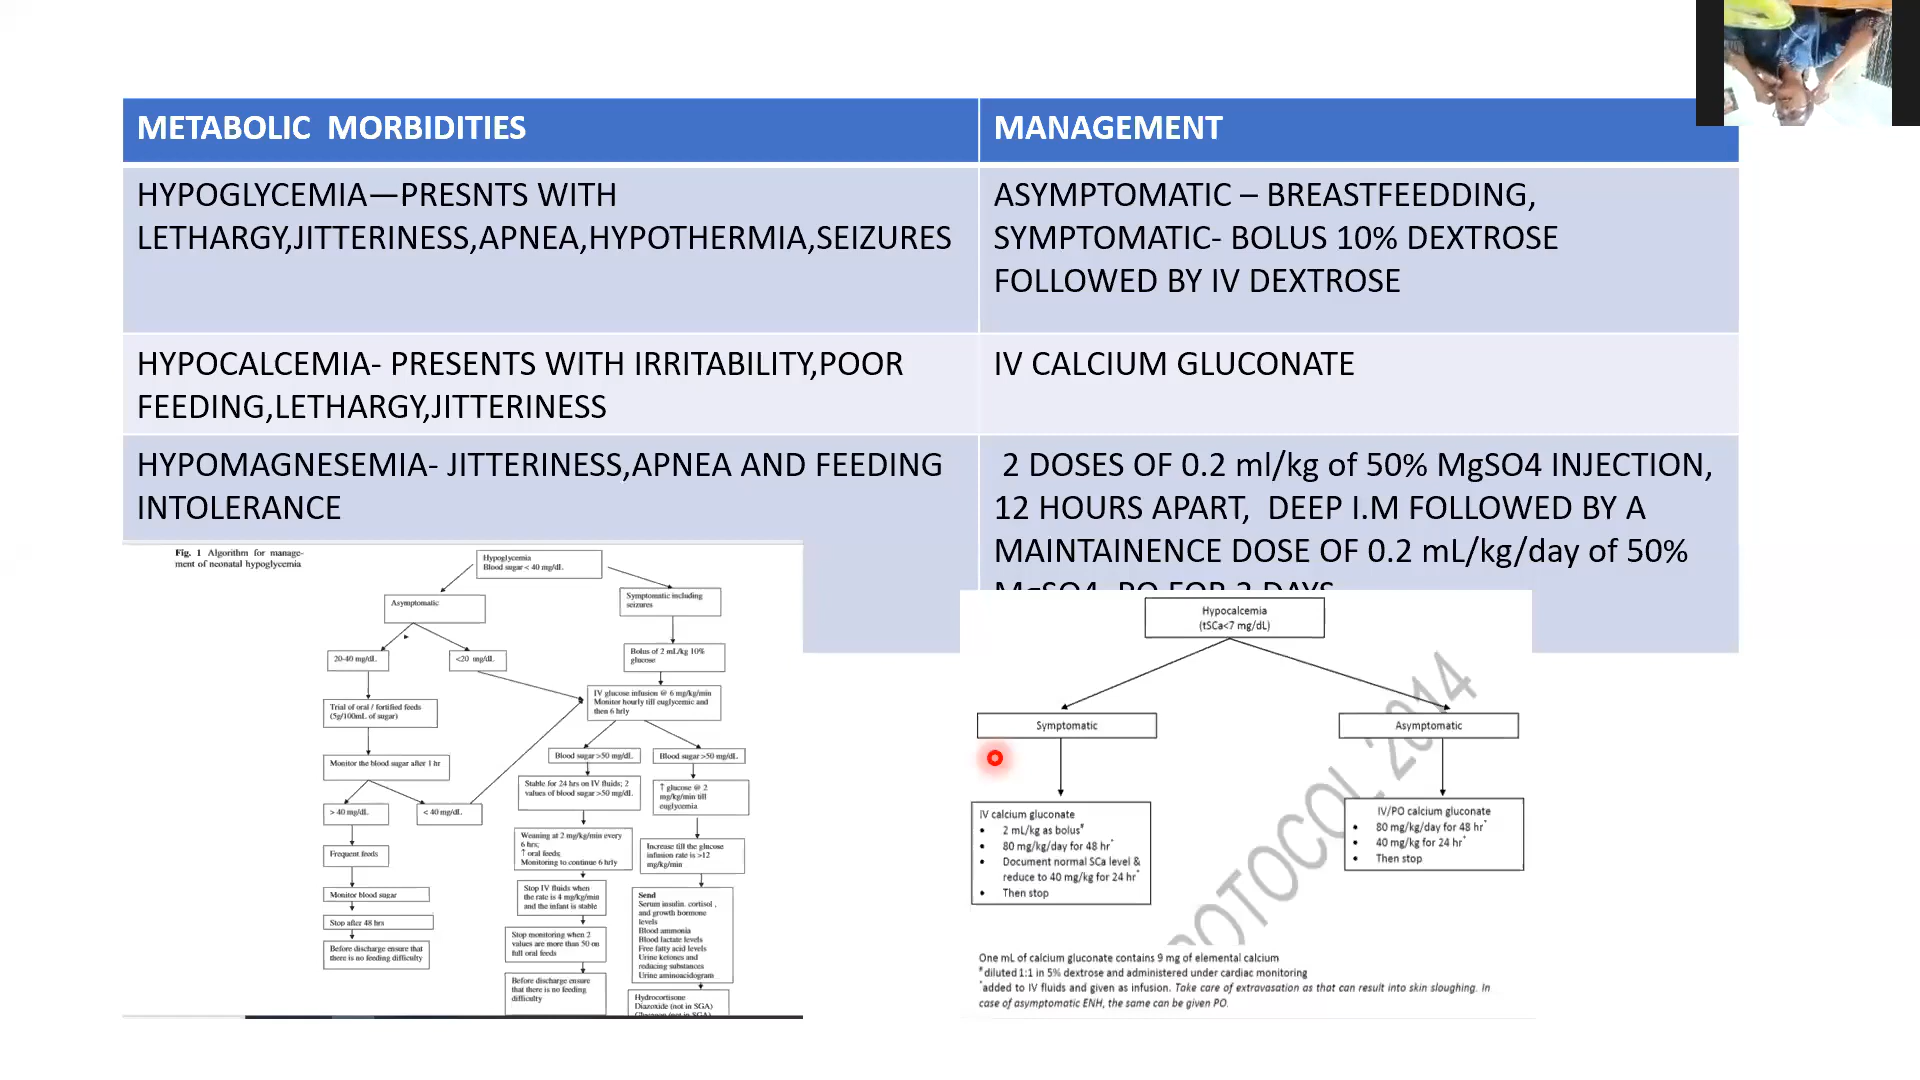 METABOLIC MORBIDITIES
MANAGEMENT
HYPOGLYCEMIA—PRESNTS WITH
LETHARGY,JITTERINESS,APNEA,HYPOTHERMIA,SEIZURES
ASYMPTOMATIC – BREASTFEEDDING,
SYMPTOMATIC- BOLUS 10% DEXTROSE
FOLLOWED BY IV DEXTROSE
HYPOCALCEMIA- PRESENTS WITH IRRITABILITY,POOR
FEEDING,LETHARGY,JITTERINESS
IV CALCIUM GLUCONATE
HYPOMAGNESEMIA- JITTERINESS,APNEA AND FEEDING
INTOLERANCE
2 DOSES OF 0.2 ml/kg of 50% MgSO4 INJECTION,
12 HOURS APART, DEEP I.M FOLLOWED BY A
MAINTAINENCE DOSE OF 0.2 mL/kg/day of 50%
MgSO4 PO FOR 3 DAYS
Fig. 1 Algorithm for manage-
ment of neonatal hypoglycemia
Hypoglycemia
Blood sugar < 40 mg/dL
Asymptomatic
Symptomatic including
seizures
20-40 mg/dL
<20 mg/dL
Bolus of 2 mL/kg 10%
glucose
Trial of oral / fortified feeds
(5g/100mL of sugar)
IV glucose infusion @ 6 mg/kg/min
Monitor hourly till euglycemic and
then 6 hrly
Monitor the blood sugar after 1 hr
Blood sugar >50 mg/dL
Blood sugar >50 mg/dL
Stable for 24 hrs on IV fluids; 2
values of blood sugar >50 mg/dL
↑ glucose @ 2
mg/kg/min till
euglycemia
> 40 mg/dL
< 40 mg/dL
Weaning at 2 mg/kg/min every
6 hrs;
↑ oral feeds;
Monitoring to continue 6 hrly
Increase till the glucose
infusion rate is >12
mg/kg/min
Frequent feeds
Monitor blood sugar
Stop after 48 hrs
Before discharge ensure that
there is no feeding difficulty
Stop IV fluids when
the rate is 4 mg/kg/min
and the infant is stable
Stop monitoring when 2
values are more than 50 on
full oral feeds
Before discharge ensure
that there is no feeding
difficulty
Send
Serum insulin, cortisol ,
and growth hormone
levels
Blood ammonia
Blood lactate levels
Free fatty acid levels
Urine ketones and
reducing substances
Urine aminoacidogram
Hydrocortisone
Diazoxide (not in SGA)
Glucagon (not in SGA)
Hypocalcemia
(tSCa<7 mg/dL)
Symptomatic
Asymptomatic
IV calcium gluconate
• 2 mL/kg as bolus#
• 80 mg/kg/day for 48 hr*
• Document normal SCa level &
reduce to 40 mg/kg for 24 hr*
• Then stop
IV/PO calcium gluconate
• 80 mg/kg/day for 48 hr*
• 40 mg/kg for 24 hr*
• Then stop
OTOCOL 2014
One mL of calcium gluconate contains 9 mg of elemental calcium
#diluted 1:1 in 5% dextrose and administered under cardiac monitoring
*added to IV fluids and given as infusion. Take care of extravasation as that can result into skin sloughing. In
case of asymptomatic ENH, the same can be given PO.